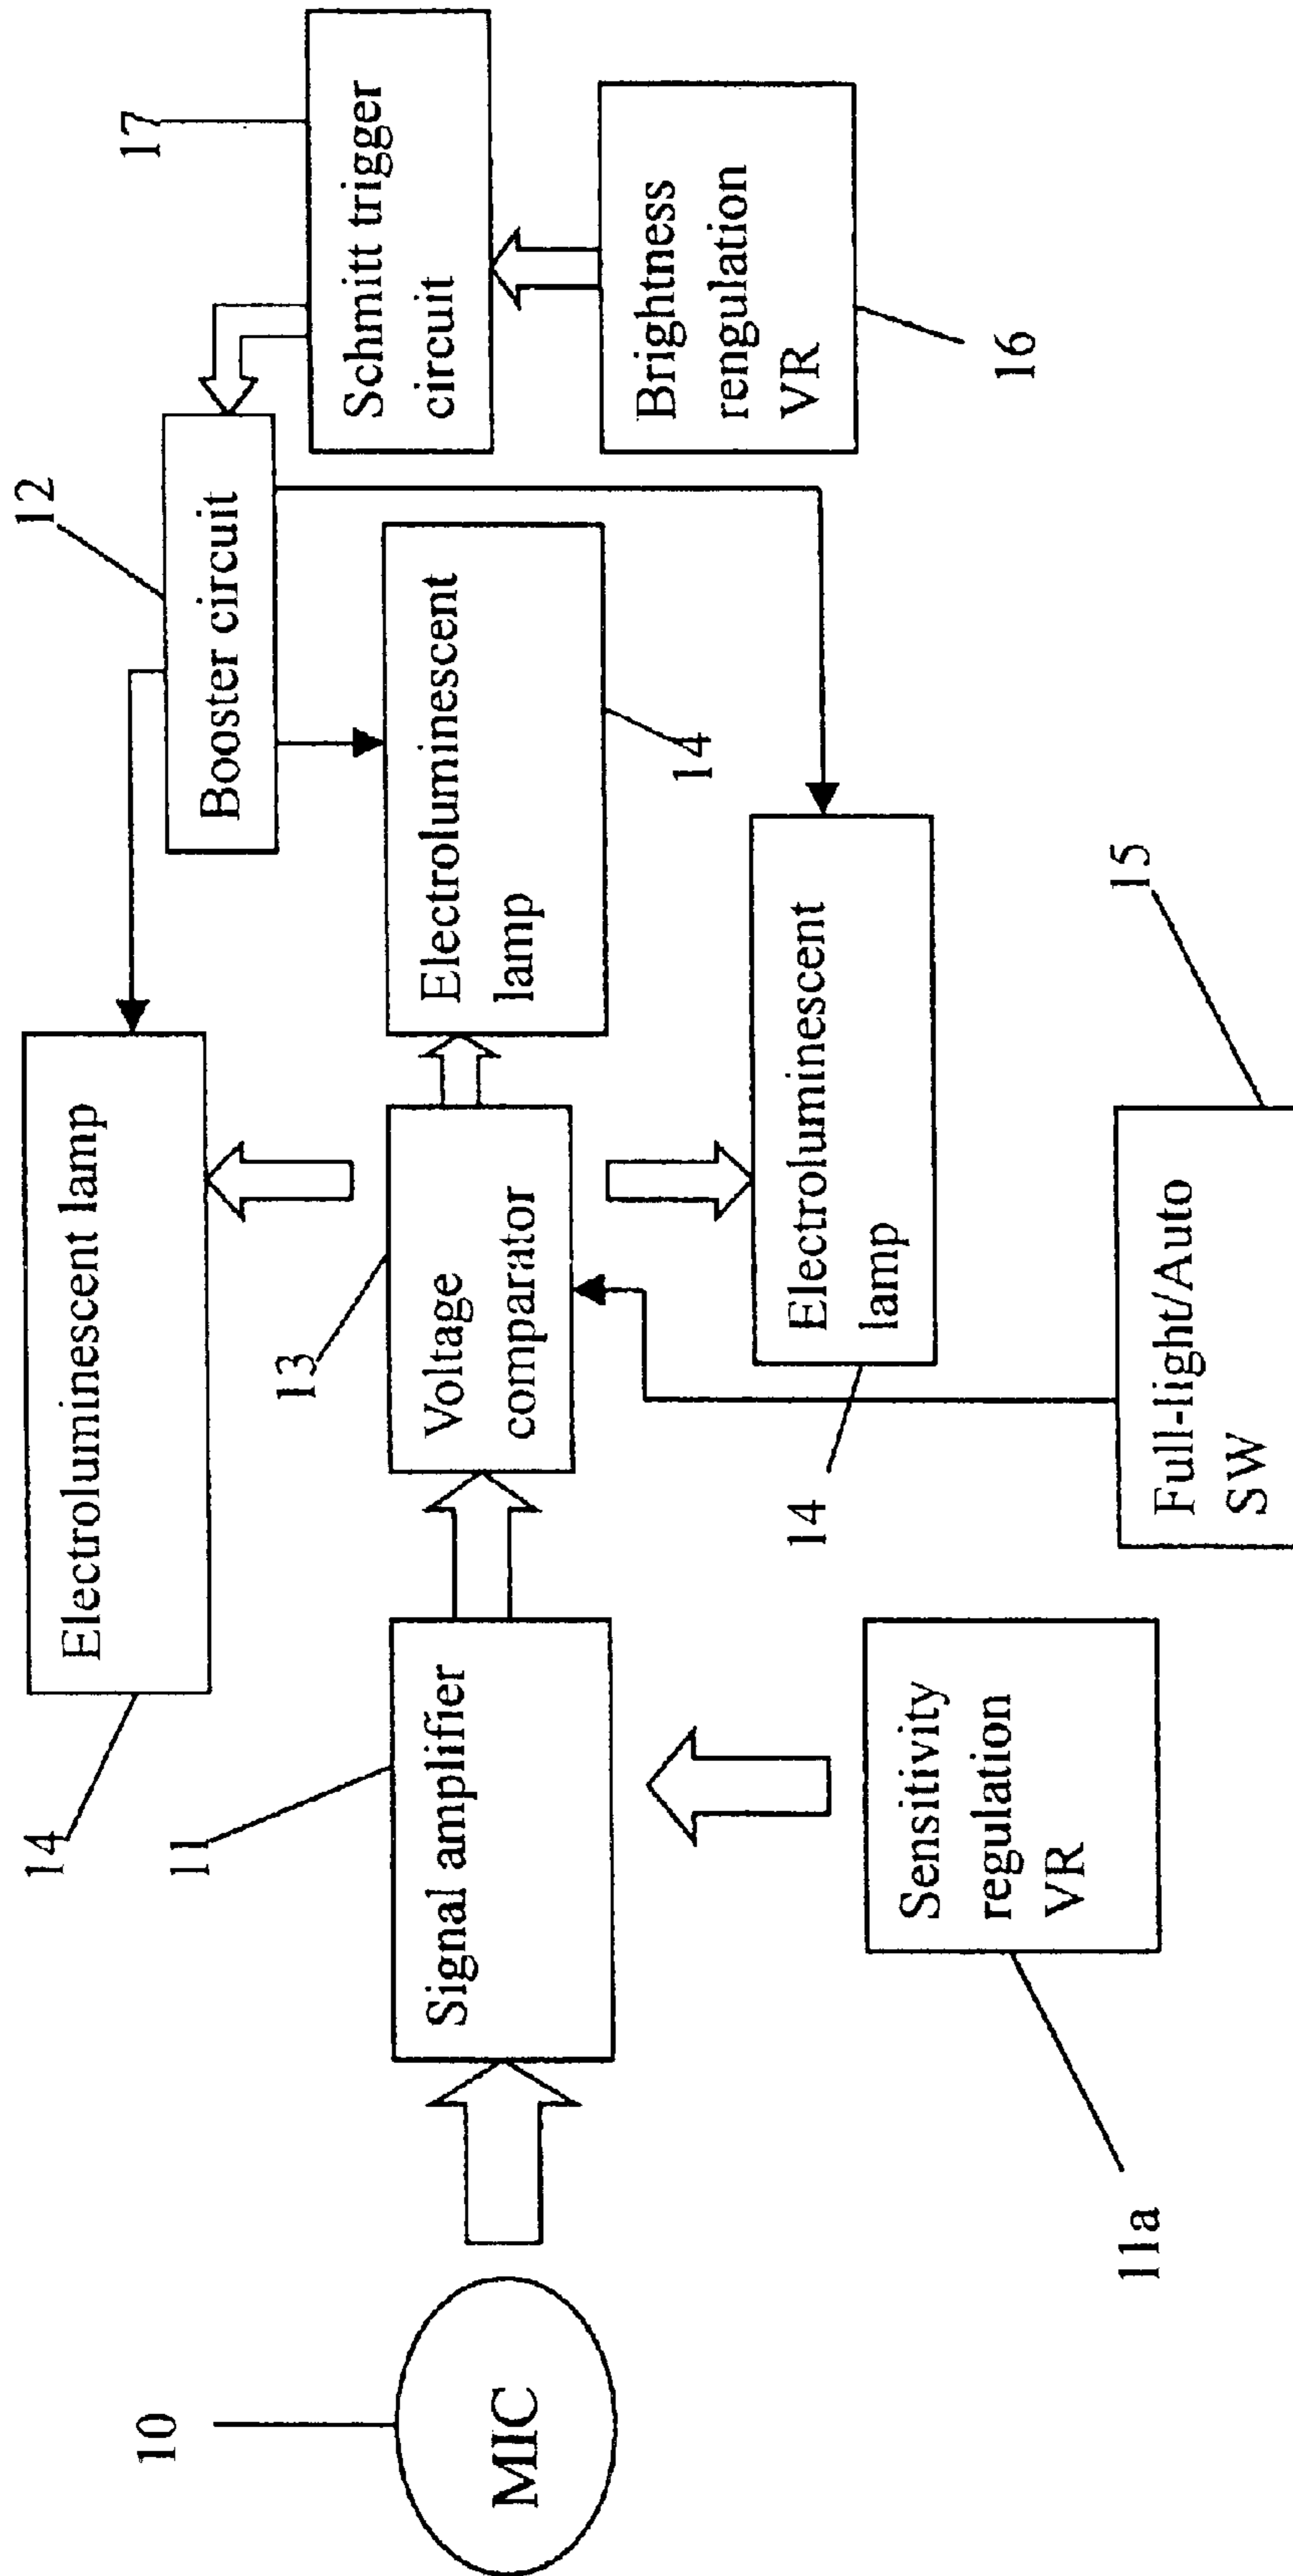 14
Electroluminescent lamp
12
Booster circuit
17
Schmitt trigger
circuit
10
MIC
11
Signal amplifier
13
Voltage
comparator
Electroluminescent
lamp
14
Brightness
rengulation
VR
16
14
Electroluminescent
lamp
11a
Sensitivity
regulation
VR
Full-light/Auto
SW
15